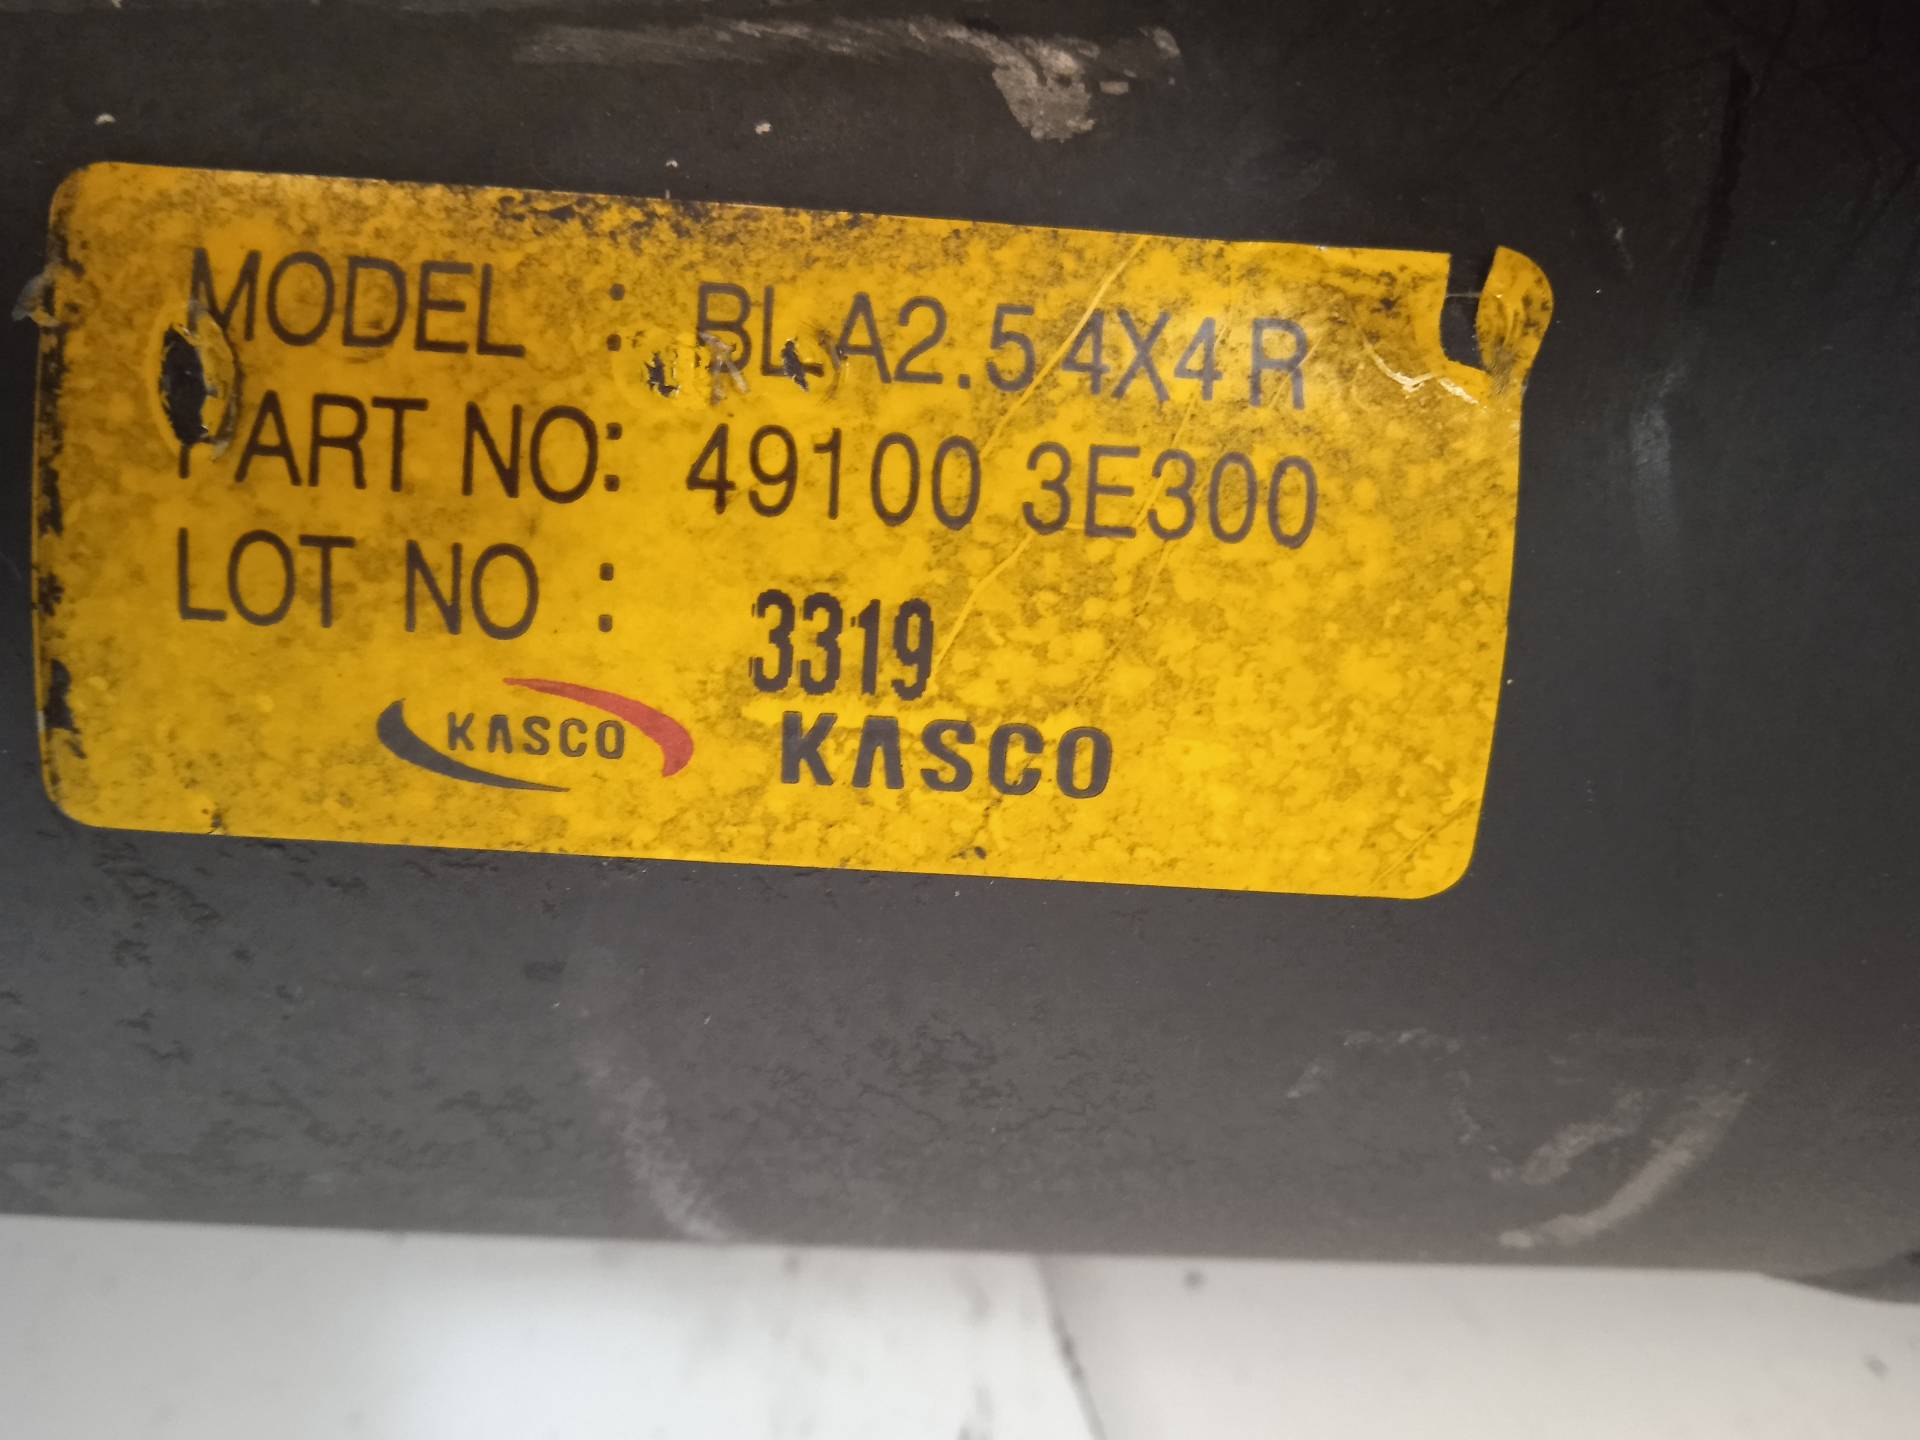 MODEL : BLA2.5 4X4 R
PART NO: 49100 3E300
LOT NO : 3319
KASCO KASCO